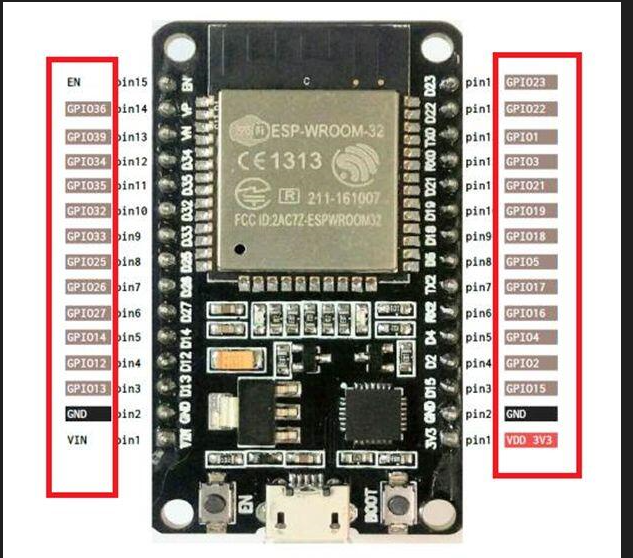 EN pin15 EN D23 pin1 GPIO23
GPIO36 pin14 VP D22 pin1 GPIO22
GPIO39 pin13 VN TX0 pin1 GPIO1
GPIO34 pin12 D34 RX0 pin1 GPIO3
GPIO35 pin11 D35 D21 pin1 GPIO21
GPIO32 pin10 D32 D19 pin1 GPIO19
GPIO33 pin9 D33 D18 pin9 GPIO18
GPIO25 pin8 D25 D5 pin8 GPIO5
GPIO26 pin7 D26 TX2 pin7 GPIO17
GPIO27 pin6 D27 RX2 pin6 GPIO16
GPIO14 pin5 D14 D4 pin5 GPIO4
GPIO12 pin4 D12 D2 pin4 GPIO2
GPIO13 pin3 D13 D15 pin3 GPIO15
GND pin2 GND GND pin2 GND
VIN pin1 VIN 3V3 pin1 VDD 3V3
ESP-WROOM-32
CE1313
R 211-161007
FCC ID:2AC7Z-ESPWROOM32
EN BOOT